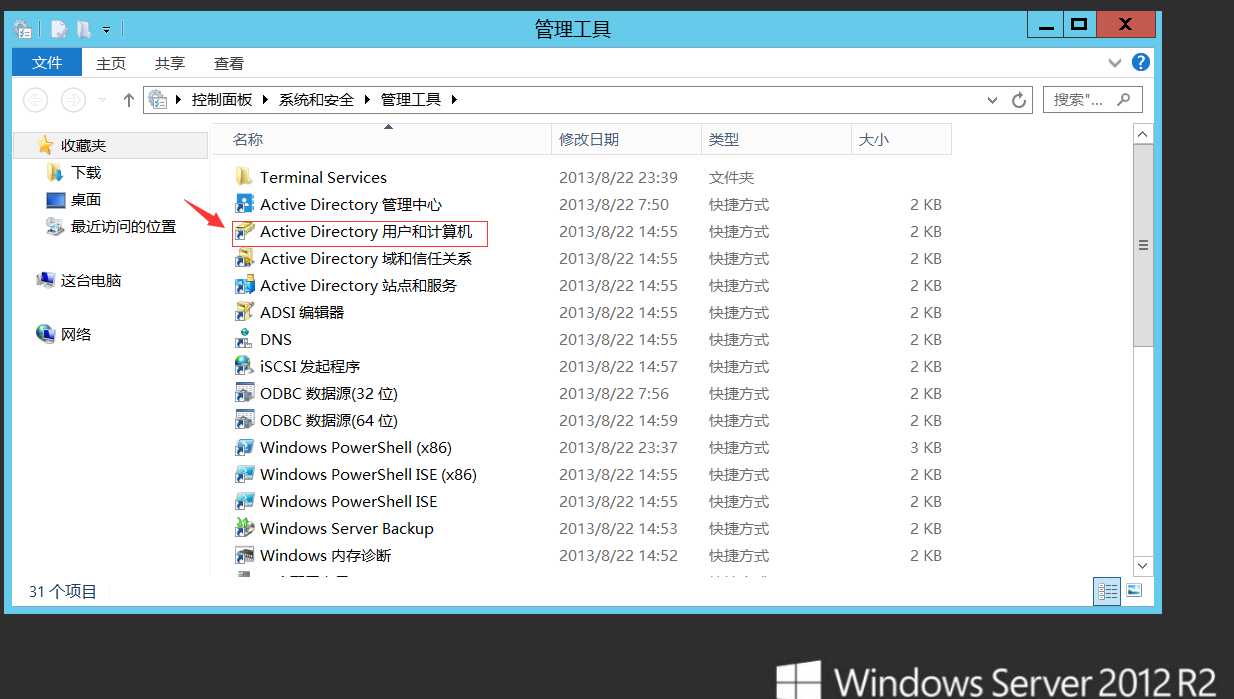 管理工具
文件 主页 共享 查看
控制面板 系统和安全 管理工具 搜索"...
名称 修改日期 类型 大小
收藏夹
下载
桌面
最近访问的位置
这台电脑
网络
Terminal Services 2013/8/22 23:39 文件夹
Active Directory 管理中心 2013/8/22 7:50 快捷方式 2 KB
Active Directory 用户和计算机 2013/8/22 14:55 快捷方式 2 KB
Active Directory 域和信任关系 2013/8/22 14:55 快捷方式 2 KB
Active Directory 站点和服务 2013/8/22 14:55 快捷方式 2 KB
ADSI 编辑器 2013/8/22 14:55 快捷方式 2 KB
DNS 2013/8/22 14:55 快捷方式 2 KB
iSCSI 发起程序 2013/8/22 14:57 快捷方式 2 KB
ODBC 数据源(32 位) 2013/8/22 7:56 快捷方式 2 KB
ODBC 数据源(64 位) 2013/8/22 14:59 快捷方式 2 KB
Windows PowerShell (x86) 2013/8/22 23:37 快捷方式 3 KB
Windows PowerShell ISE (x86) 2013/8/22 14:55 快捷方式 2 KB
Windows PowerShell ISE 2013/8/22 14:55 快捷方式 2 KB
Windows Server Backup 2013/8/22 14:53 快捷方式 2 KB
Windows 内存诊断 2013/8/22 14:52 快捷方式 2 KB
31 个项目
Windows Server 2012 R2